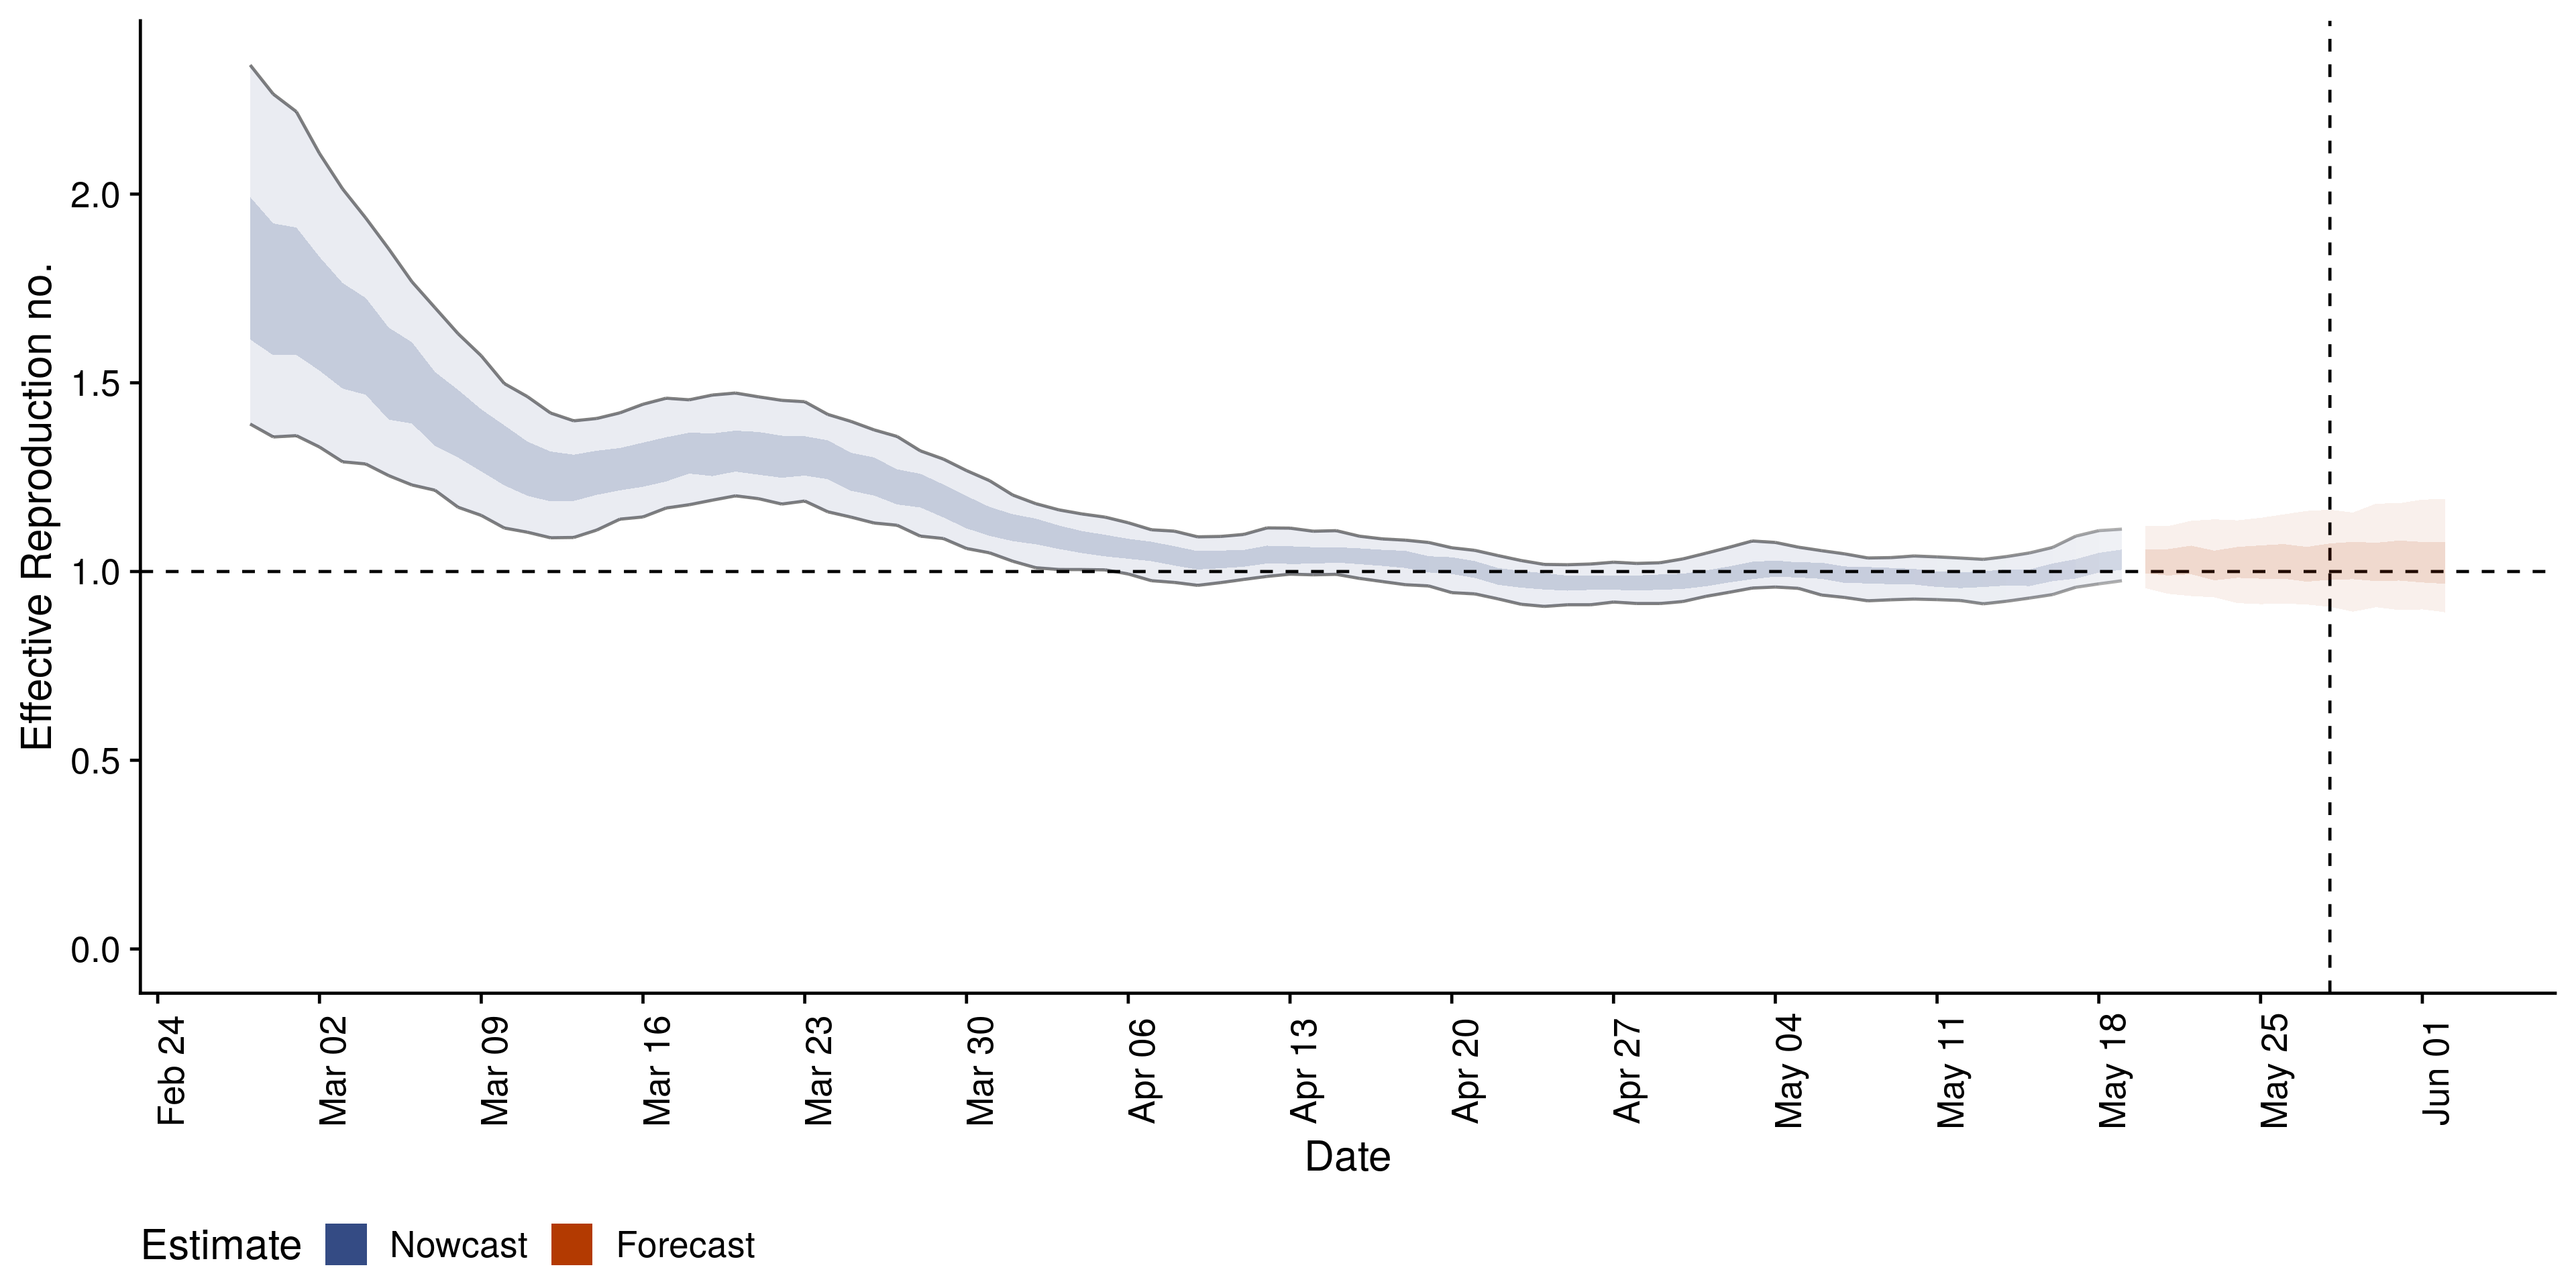 Effective Reproduction no.
2.0
1.5
1.0
0.5
0.0
Feb 24
Mar 02
Mar 09
Mar 16
Mar 23
Mar 30
Apr 06
Apr 13
Apr 20
Apr 27
May 04
May 11
May 18
May 25
Jun 01
Date
Estimate Nowcast Forecast